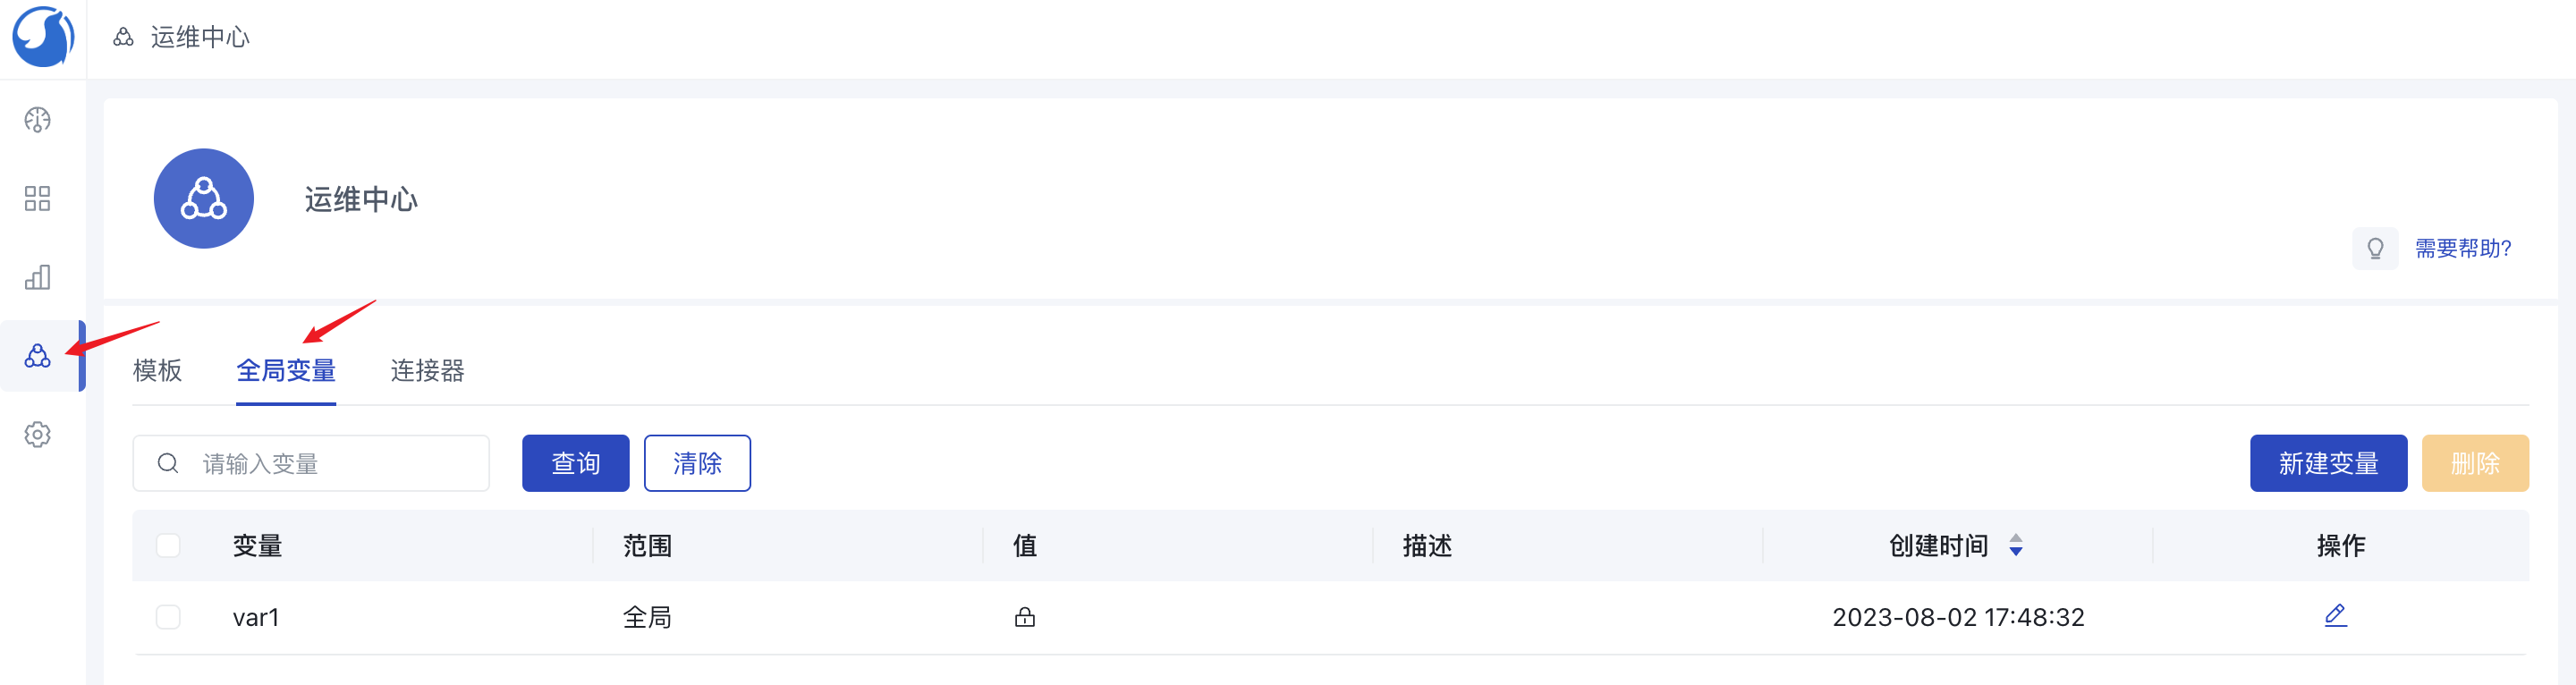 运维中心
运维中心
需要帮助?
模板 全局变量 连接器
请输入变量 查询 清除 新建变量 删除
变量 范围 值 描述 创建时间 操作
var1 全局 2023-08-02 17:48:32